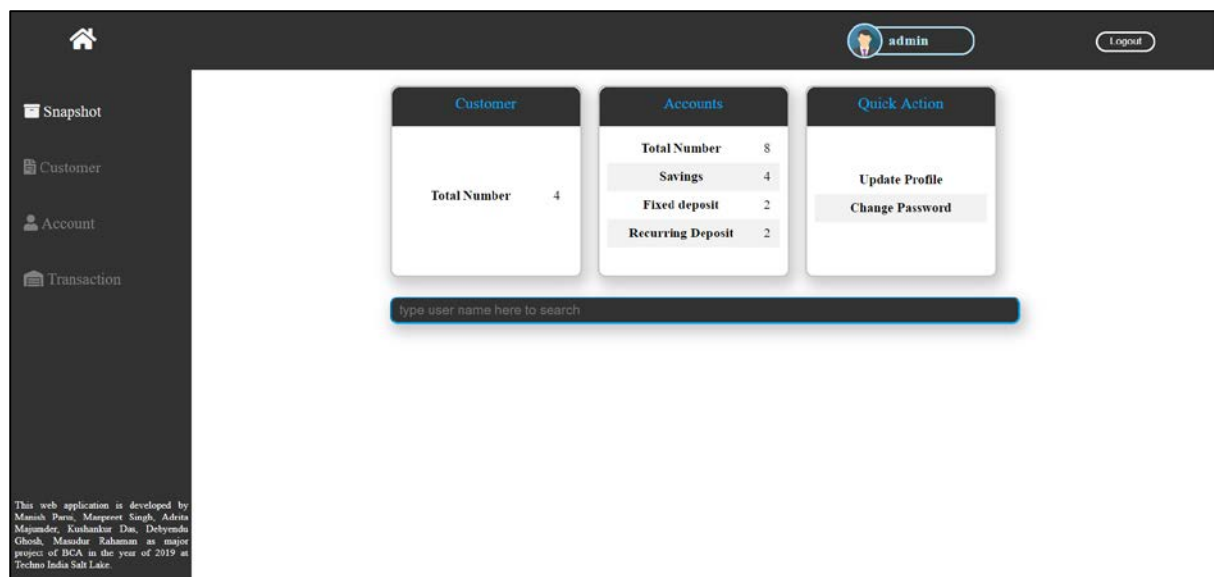 admin
Logout
Snapshot
Customer
Account
Transaction
Customer
Total Number 4
Accounts
Total Number 8
Savings 4
Fixed deposit 2
Recurring Deposit 2
Quick Action
Update Profile
Change Password
type user name here to search
This web application is developed by
Manish Parui, Manpreet Singh, Adrita
Majumder, Kushankur Das, Debyendu
Ghosh, Masudur Rahaman as major
project of BCA in the year of 2019 at
Techno India Salt Lake.